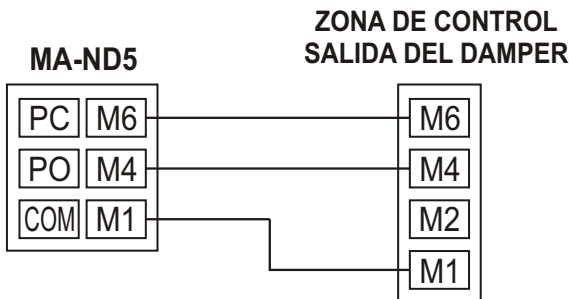 ZONA DE CONTROL
SALIDA DEL DAMPER
MA-ND5
PC M6
PO M4
COM M1
M6
M4
M2
M1